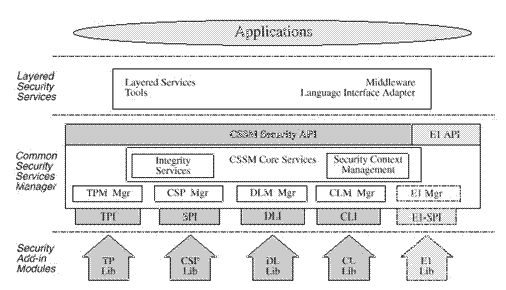 Applications
Layered
Security
Services
Layered Services
Tools
Middleware
Language Interface Adapter
CSSM Security API
EI API
Common
Security
Services
Manager
Integrity
Services
CSSM Core Services
Security Context
Management
TPM Mgr
CSP Mgr
DLM Mgr
CLM Mgr
EI Mgr
TPI
SPI
DLI
CLI
EI-SPI
Security
Add-in
Modules
TP
Lib
CSP
Lib
DL
Lib
CL
Lib
EI
Lib